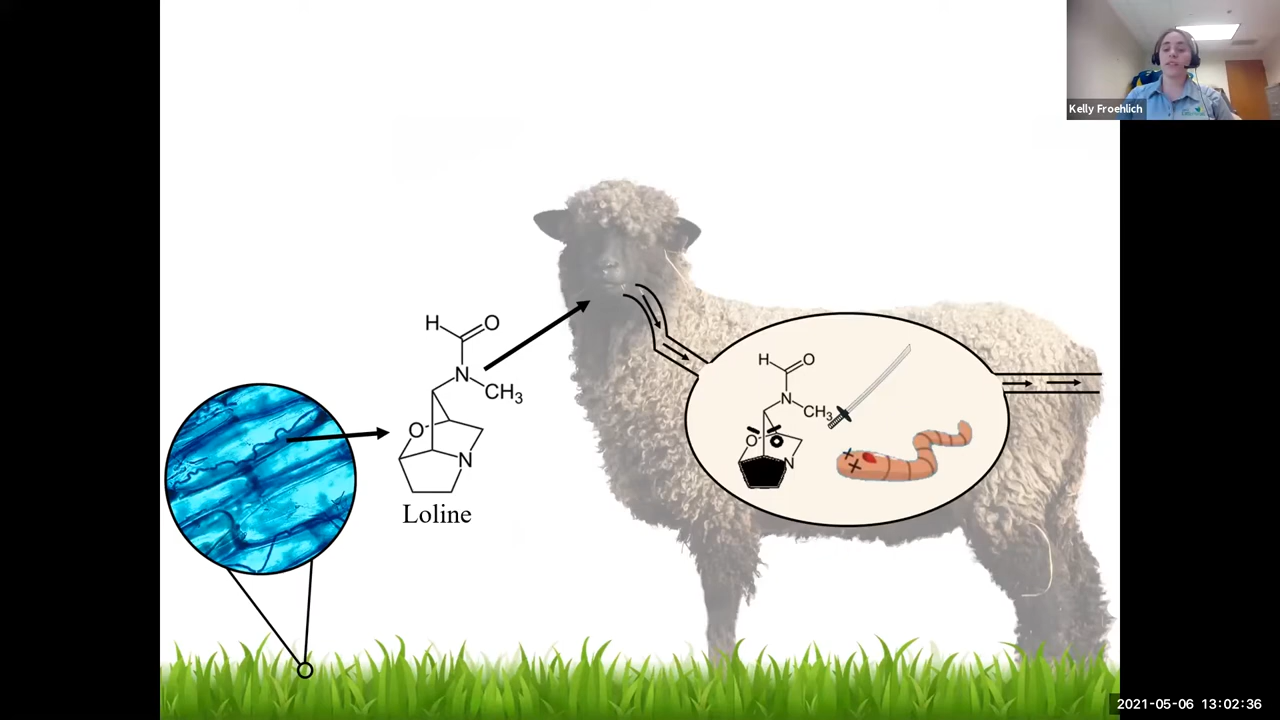 Kelly Froehlich
H
O
N
CH3
O
N
Loline
H
O
N
CH3
O
N
2021-05-06 13:02:36